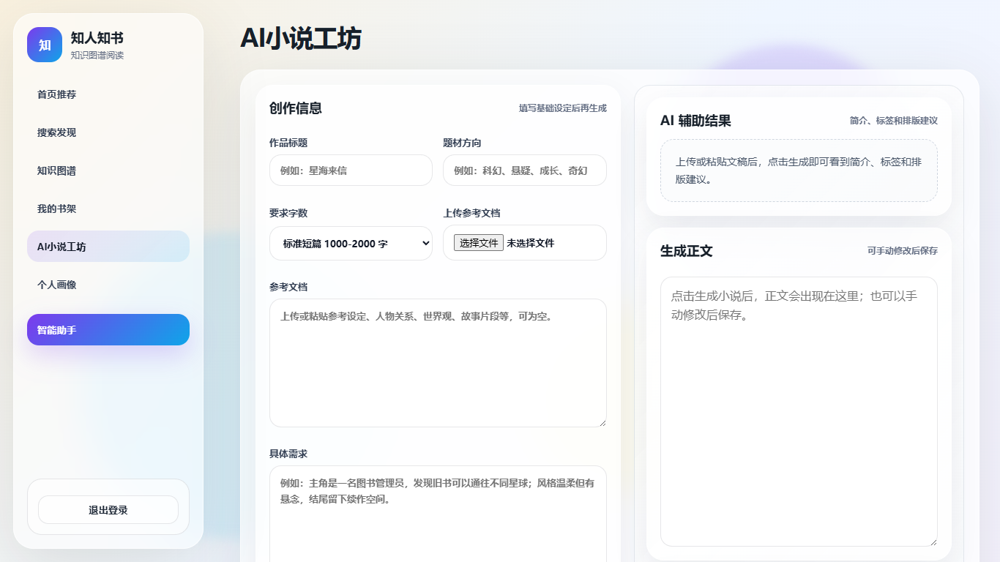 知
知人知书
知识图谱阅读
首页推荐
搜索发现
知识图谱
我的书架
AI小说工坊
个人画像
智能助手
退出登录
AI小说工坊
创作信息
填写基础设定后再生成
作品标题
例如：星海来信
题材方向
例如：科幻、悬疑、成长、奇幻
要求字数
标准短篇 1000-2000 字
上传参考文档
选择文件 未选择文件
参考文档
上传或粘贴参考设定、人物关系、世界观、故事片段等，可为空。
具体需求
例如：主角是一名图书管理员，发现旧书可以通往不同星球；风格温柔但有
悬念，结尾留下续作空间。
AI 辅助结果
简介、标签和排版建议
上传或粘贴文稿后，点击生成即可看到简介、标签和排
版建议。
生成正文
可手动修改后保存
点击生成小说后，正文会出现在这里；也可以手
动修改后保存。